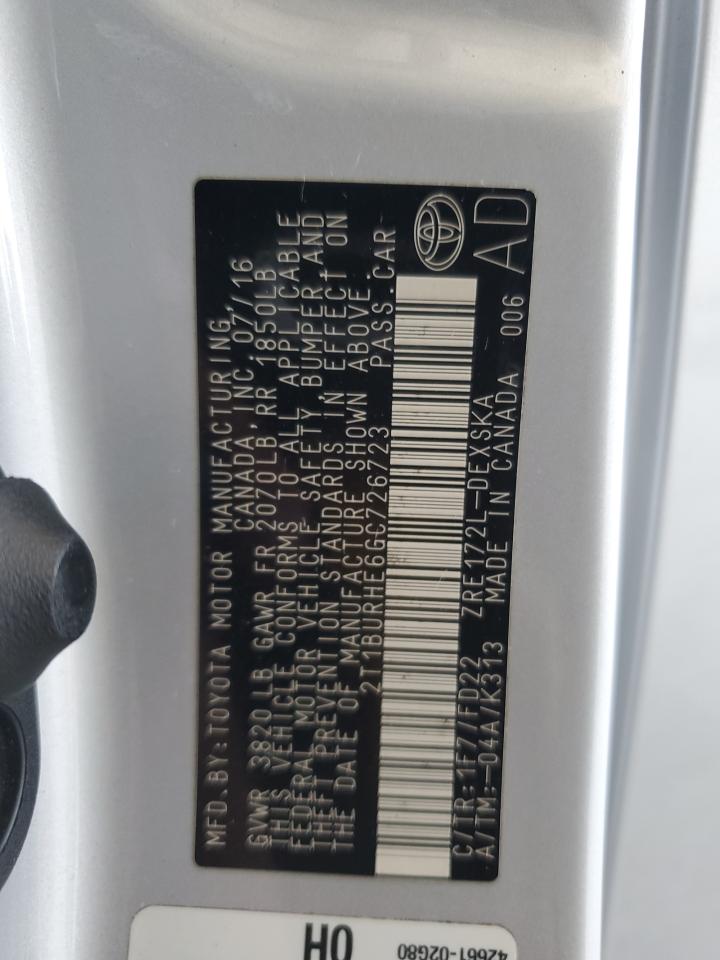 MFD.BY:TOYOTA MOTOR MANUFACTURING,
CANADA, INC. 07/16
GVWR 3820LB GAWR FR 2070LB,RR 1850LB
THIS VEHICLE CONFORMS TO ALL APPLICABLE
FEDERAL MOTOR VEHICLE SAFETY, BUMPER AND
THEFT PREVENTION STANDARDS IN EFFECT ON
THE DATE OF MANUFACTURE SHOWN ABOVE.
2T1BURHE6GC726723 PASS.CAR
C/TR:1F7/FD22 ZRE172L-DEXSKA
A/TM:-04A/K313 MADE IN CANADA 006 AD
42661-02G80
HO